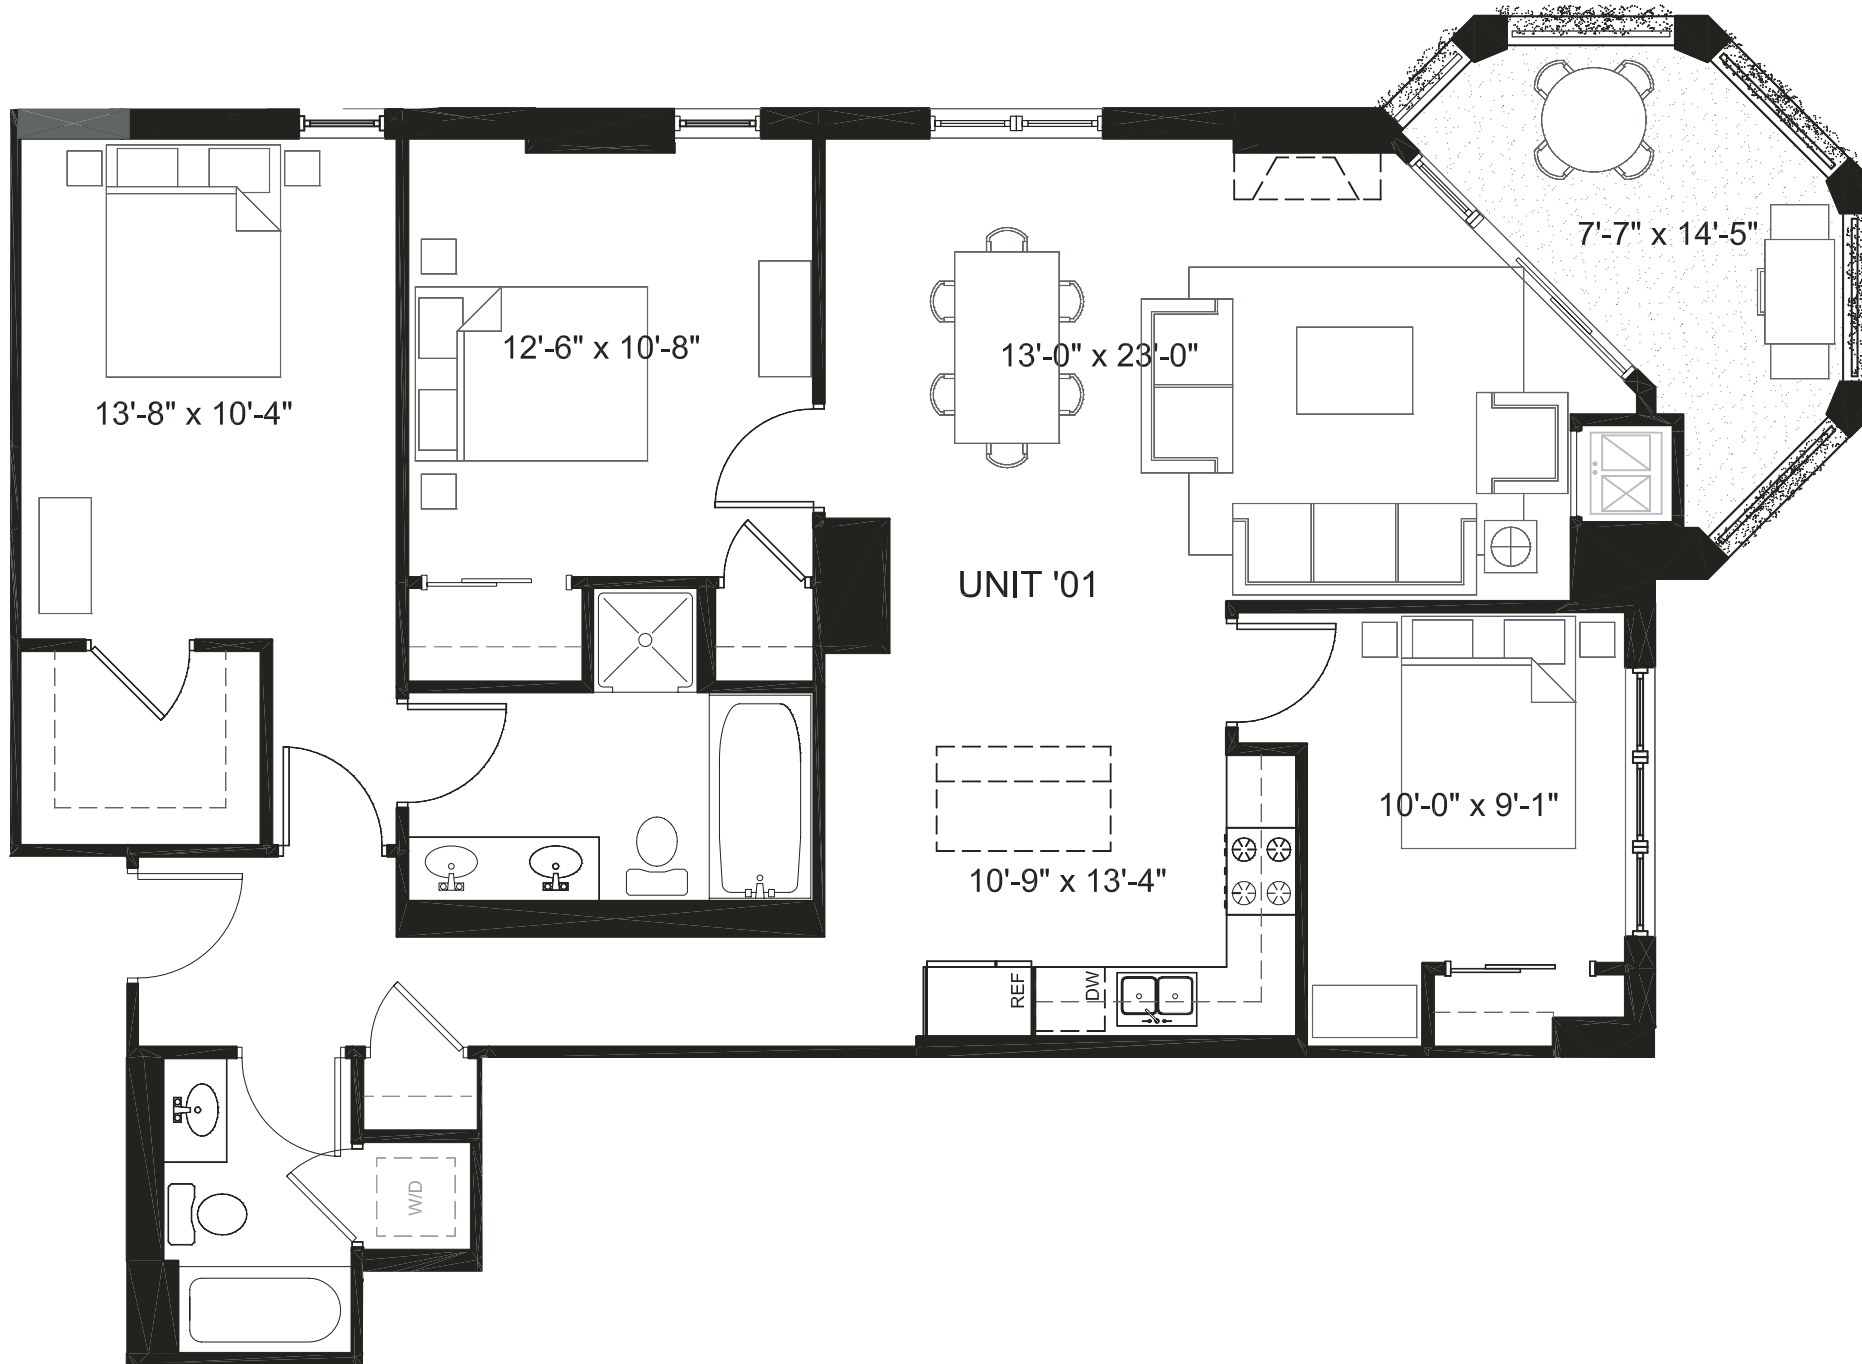 7'-7" x 14'-5"
12'-6" x 10'-8"
13'-0" x 23'-0"
13'-8" x 10'-4"
UNIT '01
10'-0" x 9'-1"
10'-9" x 13'-4"
REF
DW
W/D